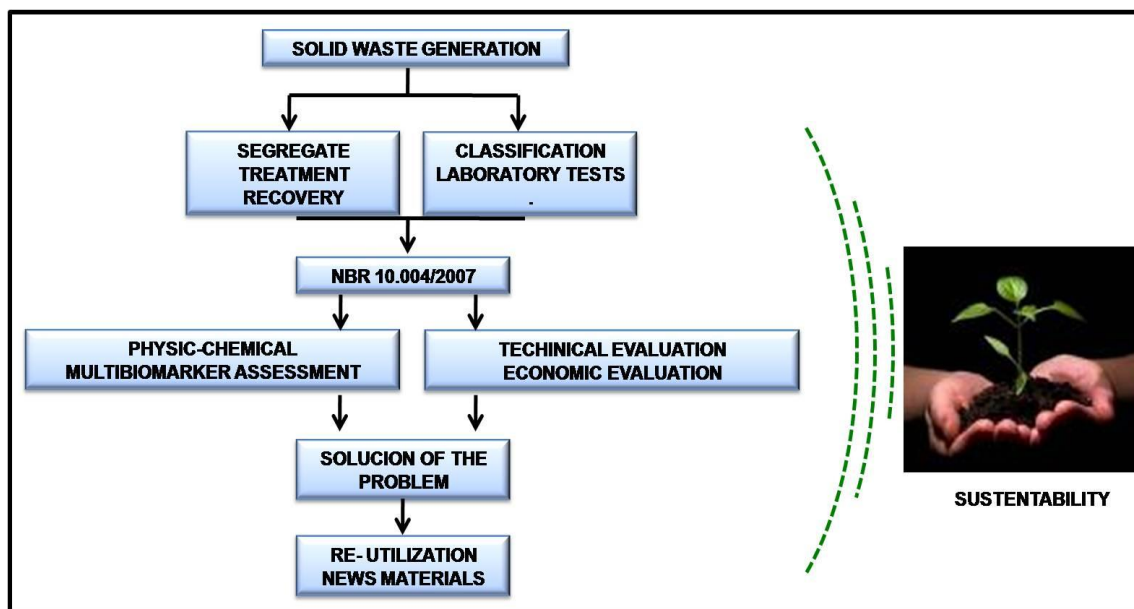 SOLID WASTE GENERATION
SEGREGATE
TREATMENT
RECOVERY
CLASSIFICATION
LABORATORY TESTS
.
NBR 10.004/2007
PHYSIC-CHEMICAL
MULTIBIOMARKER ASSESSMENT
TECHINICAL EVALUATION
ECONOMIC EVALUATION
SOLUCION OF THE
PROBLEM
RE- UTILIZATION
NEWS MATERIALS
SUSTENTABILITY